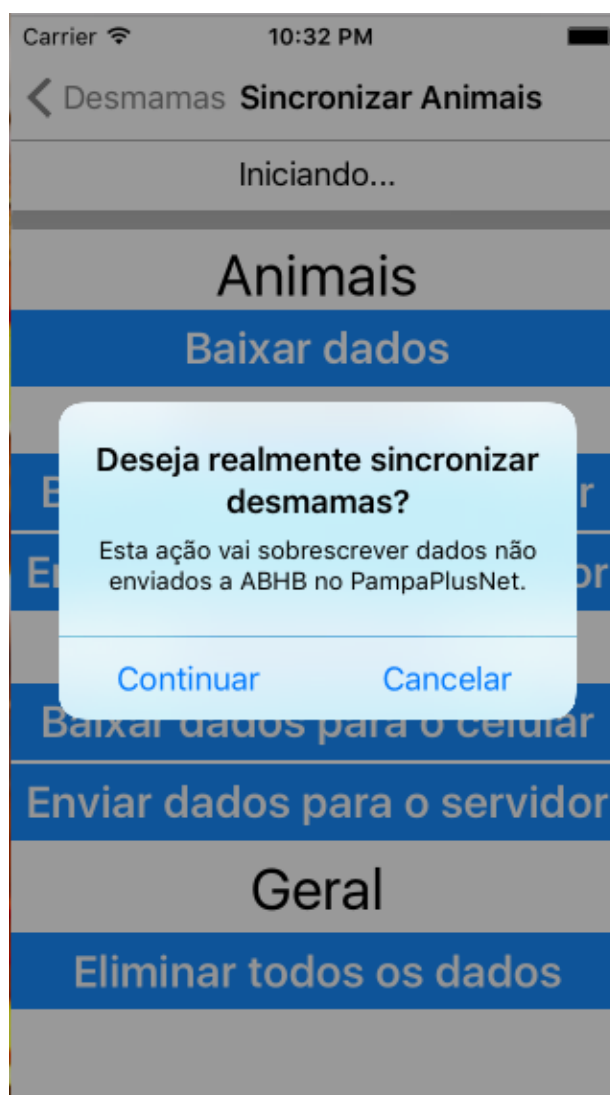 Carrier
10:32 PM
Desmamas
Sincronizar Animais
Iniciando...
Animais
Baixar dados
Deseja realmente sincronizar
desmamas?
Esta ação vai sobrescrever dados não
enviados a ABHB no PampaPlusNet.
Continuar
Cancelar
Baixar dados para o celular
Enviar dados para o servidor
Geral
Eliminar todos os dados